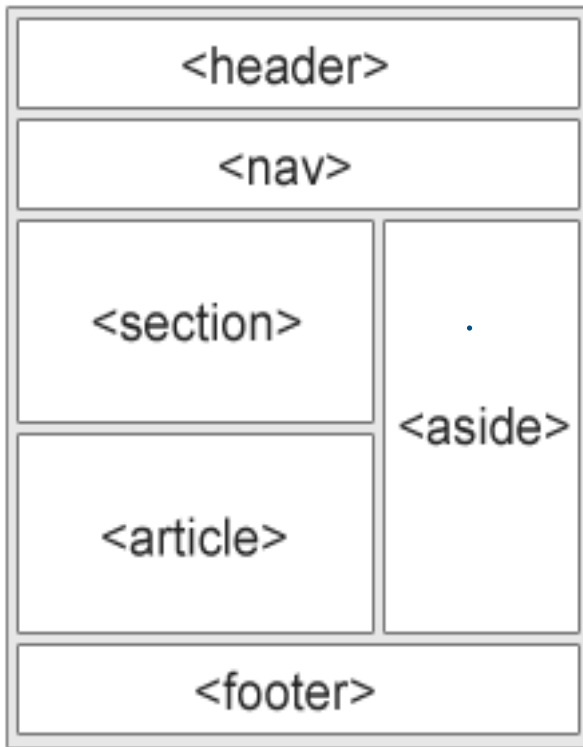 <header>
<nav>
<section>
<aside>
<article>
<footer>